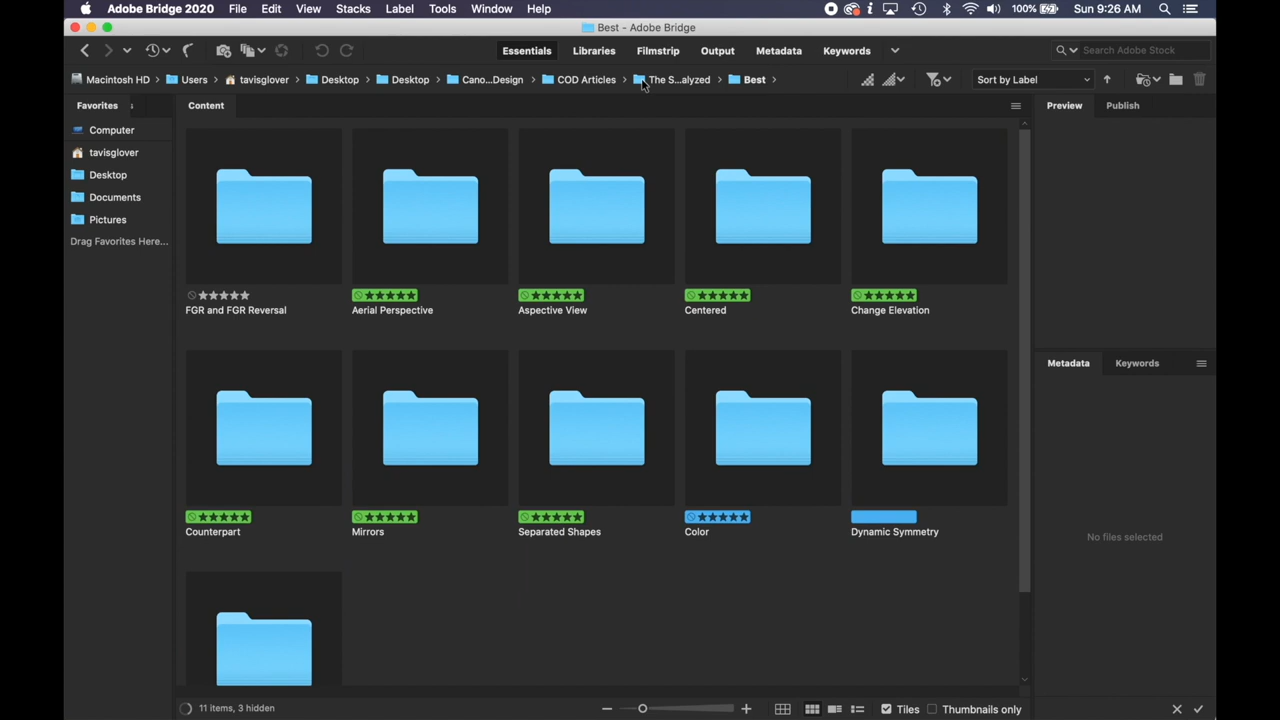 Adobe Bridge 2020 File Edit View Stacks Label Tools Window Help 100% Sun 9:26 AM
Best - Adobe Bridge
Essentials Libraries Filmstrip Output Metadata Keywords Search Adobe Stock
Macintosh HD > Users > tavisglover > Desktop > Desktop > Cano...Design > COD Articles > The S...alyzed > Best > Sort by Label
Favorites Content Preview Publish
Computer
tavisglover
Desktop
Documents
Pictures
Drag Favorites Here...
FGR and FGR Reversal Aerial Perspective Aspective View Centered Change Elevation
Metadata Keywords
Counterpart Mirrors Separated Shapes Color Dynamic Symmetry
No files selected
11 items, 3 hidden Tiles Thumbnails only